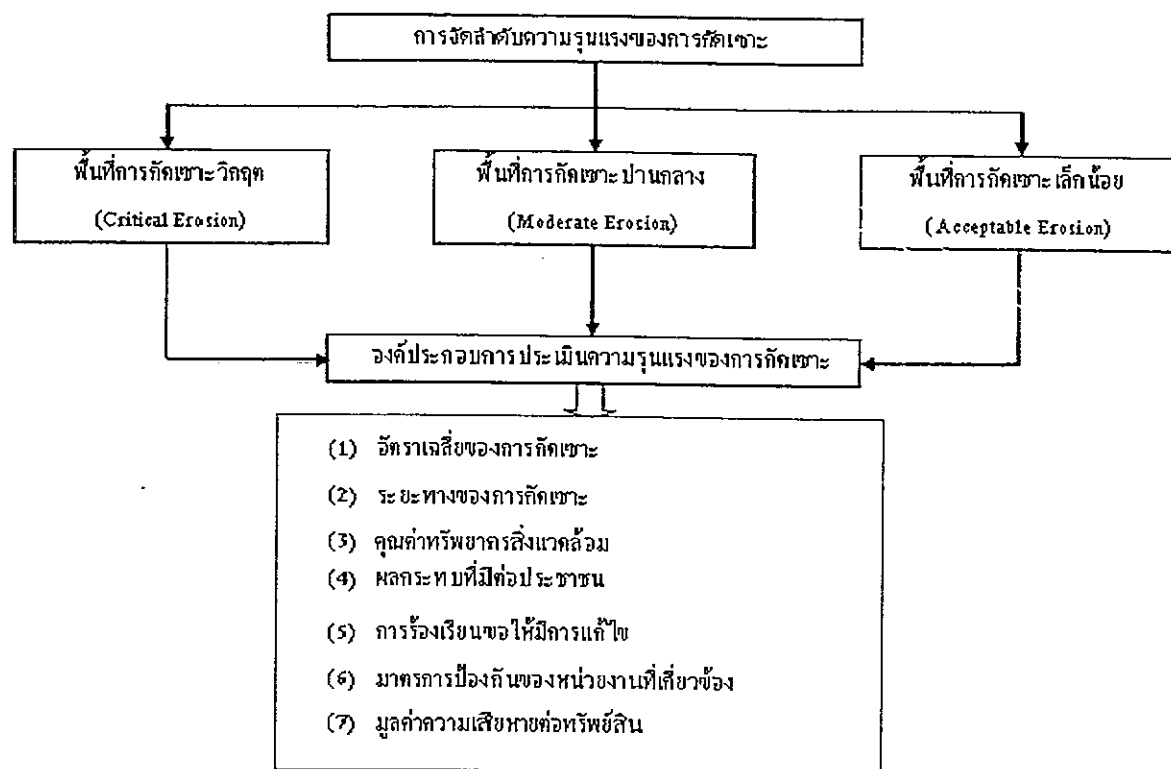 การจัดลำดับความรุนแรงของการกัดเซาะ
พื้นที่การกัดเซาะวิกฤต
(Critical Erosion)
พื้นที่การกัดเซาะปานกลาง
(Moderate Erosion)
พื้นที่การกัดเซาะเล็กน้อย
(Acceptable Erosion)
องค์ประกอบการประเมินความรุนแรงของการกัดเซาะ
(1) อัตราเฉลี่ยของการกัดเซาะ
(2) ระยะทางของการกัดเซาะ
(3) คุณค่าทรัพยากรสิ่งแวดล้อม
(4) ผลกระทบที่มีต่อประชาชน
(5) การร้องเรียนขอให้มีการแก้ไข
(6) มาตรการป้องกันของหน่วยงานที่เกี่ยวข้อง
(7) มูลค่าความเสียหายต่อทรัพย์สิน